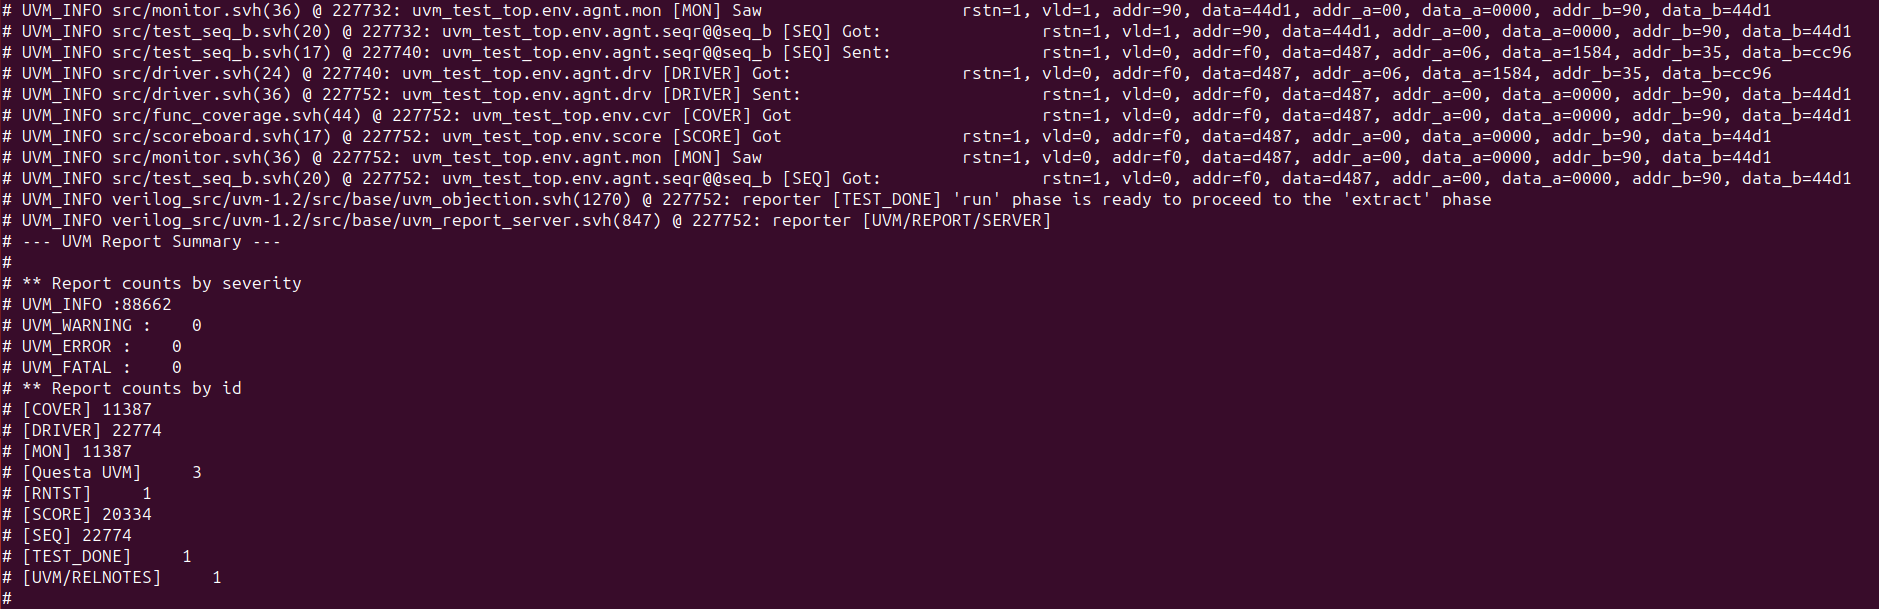 # UVM_INFO src/monitor.svh(36) @ 227732: uvm_test_top.env.agnt.mon [MON] Saw                    rstn=1, vld=1, addr=90, data=44d1, addr_a=00, data_a=0000, addr_b=90, data_b=44d1
# UVM_INFO src/test_seq_b.svh(20) @ 227732: uvm_test_top.env.agnt.seqr@@seq_b [SEQ] Got:                rstn=1, vld=1, addr=90, data=44d1, addr_a=00, data_a=0000, addr_b=90, data_b=44d1
# UVM_INFO src/test_seq_b.svh(17) @ 227740: uvm_test_top.env.agnt.seqr@@seq_b [SEQ] Sent:               rstn=1, vld=0, addr=f0, data=d487, addr_a=06, data_a=1584, addr_b=35, data_b=cc96
# UVM_INFO src/driver.svh(24) @ 227740: uvm_test_top.env.agnt.drv [DRIVER] Got:                 rstn=1, vld=0, addr=f0, data=d487, addr_a=06, data_a=1584, addr_b=35, data_b=cc96
# UVM_INFO src/driver.svh(36) @ 227752: uvm_test_top.env.agnt.drv [DRIVER] Sent:                        rstn=1, vld=0, addr=f0, data=d487, addr_a=00, data_a=0000, addr_b=90, data_b=44d1
# UVM_INFO src/func_coverage.svh(44) @ 227752: uvm_test_top.env.cvr [COVER] Got                         rstn=1, vld=0, addr=f0, data=d487, addr_a=00, data_a=0000, addr_b=90, data_b=44d1
# UVM_INFO src/scoreboard.svh(17) @ 227752: uvm_test_top.env.score [SCORE] Got                  rstn=1, vld=0, addr=f0, data=d487, addr_a=00, data_a=0000, addr_b=90, data_b=44d1
# UVM_INFO src/monitor.svh(36) @ 227752: uvm_test_top.env.agnt.mon [MON] Saw                    rstn=1, vld=0, addr=f0, data=d487, addr_a=00, data_a=0000, addr_b=90, data_b=44d1
# UVM_INFO src/test_seq_b.svh(20) @ 227752: uvm_test_top.env.agnt.seqr@@seq_b [SEQ] Got:                rstn=1, vld=0, addr=f0, data=d487, addr_a=00, data_a=0000, addr_b=90, data_b=44d1
# UVM_INFO verilog_src/uvm-1.2/src/base/uvm_objection.svh(1270) @ 227752: reporter [TEST_DONE] 'run' phase is ready to proceed to the 'extract' phase
# UVM_INFO verilog_src/uvm-1.2/src/base/uvm_report_server.svh(847) @ 227752: reporter [UVM/REPORT/SERVER]
# --- UVM Report Summary ---
#
# ** Report counts by severity
# UVM_INFO :88662
# UVM_WARNING :    0
# UVM_ERROR :    0
# UVM_FATAL :    0
# ** Report counts by id
# [COVER] 11387
# [DRIVER] 22774
# [MON] 11387
# [Questa UVM]     3
# [RNTST]     1
# [SCORE] 20334
# [SEQ] 22774
# [TEST_DONE]     1
# [UVM/RELNOTES]     1
#